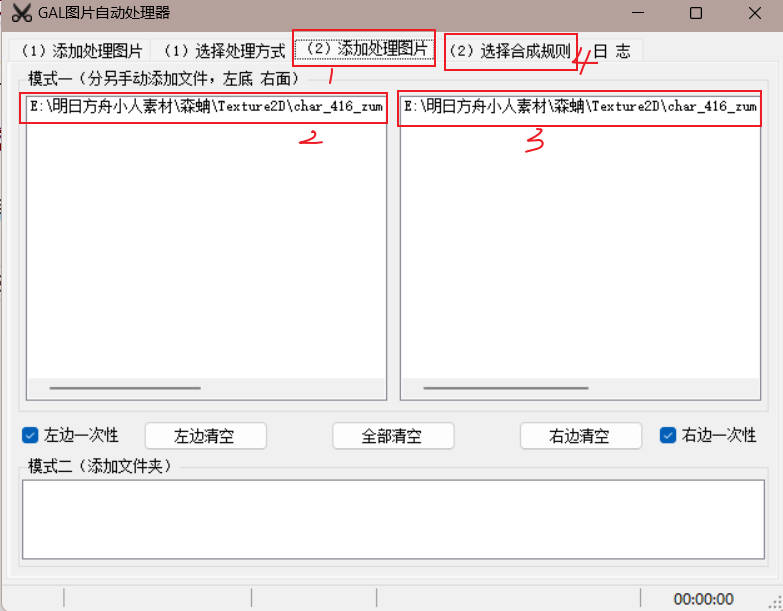 GAL图片自动处理器
（1）添加处理图片 （1）选择处理方式 （2）添加处理图片 （2）选择合成规则 日 志
1
4
模式一（分另手动添加文件，左底 右面）
E:\明日方舟小人素材\森蚺\Texture2D\char_416_zum E:\明日方舟小人素材\森蚺\Texture2D\char_416_zum
2 3
左边一次性 左边清空 全部清空 右边清空 右边一次性
模式二（添加文件夹）
00:00:00